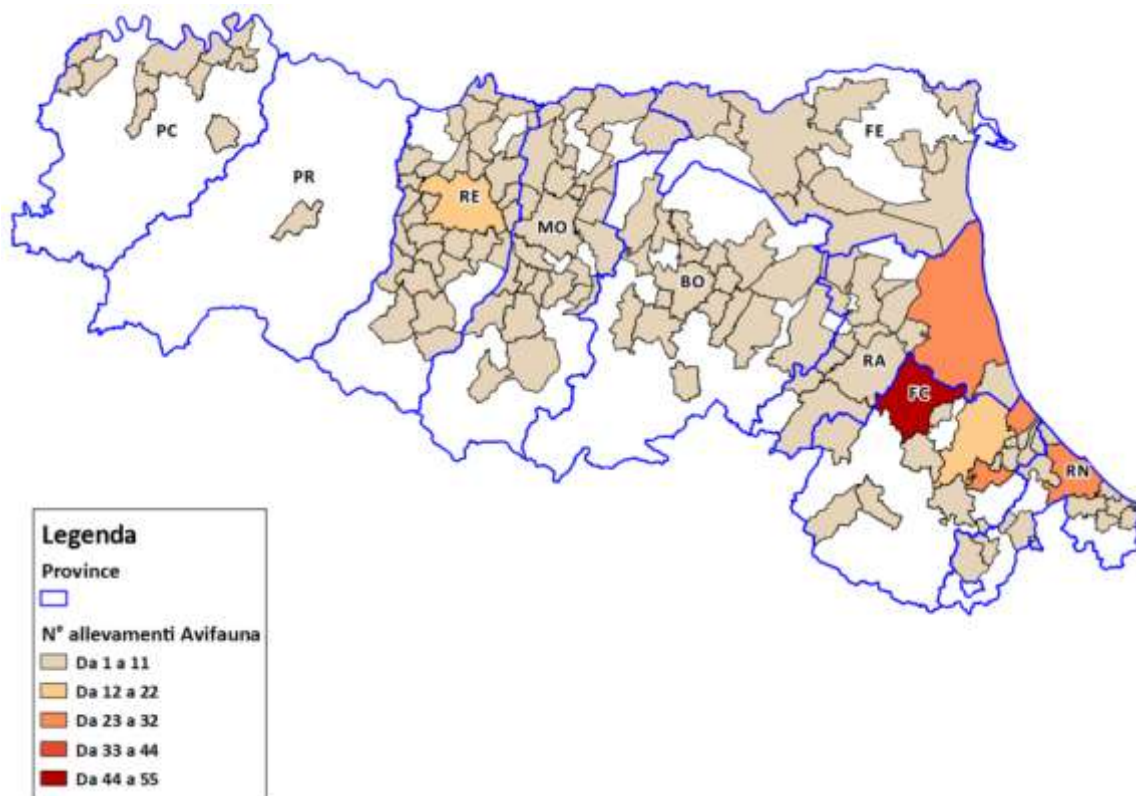 FE
PC
PR
RE
MO
BO
RA
FC
RN
Legenda
Province
N° allevamenti Avifauna
Da 1 a 11
Da 12 a 22
Da 23 a 32
Da 33 a 44
Da 44 a 55